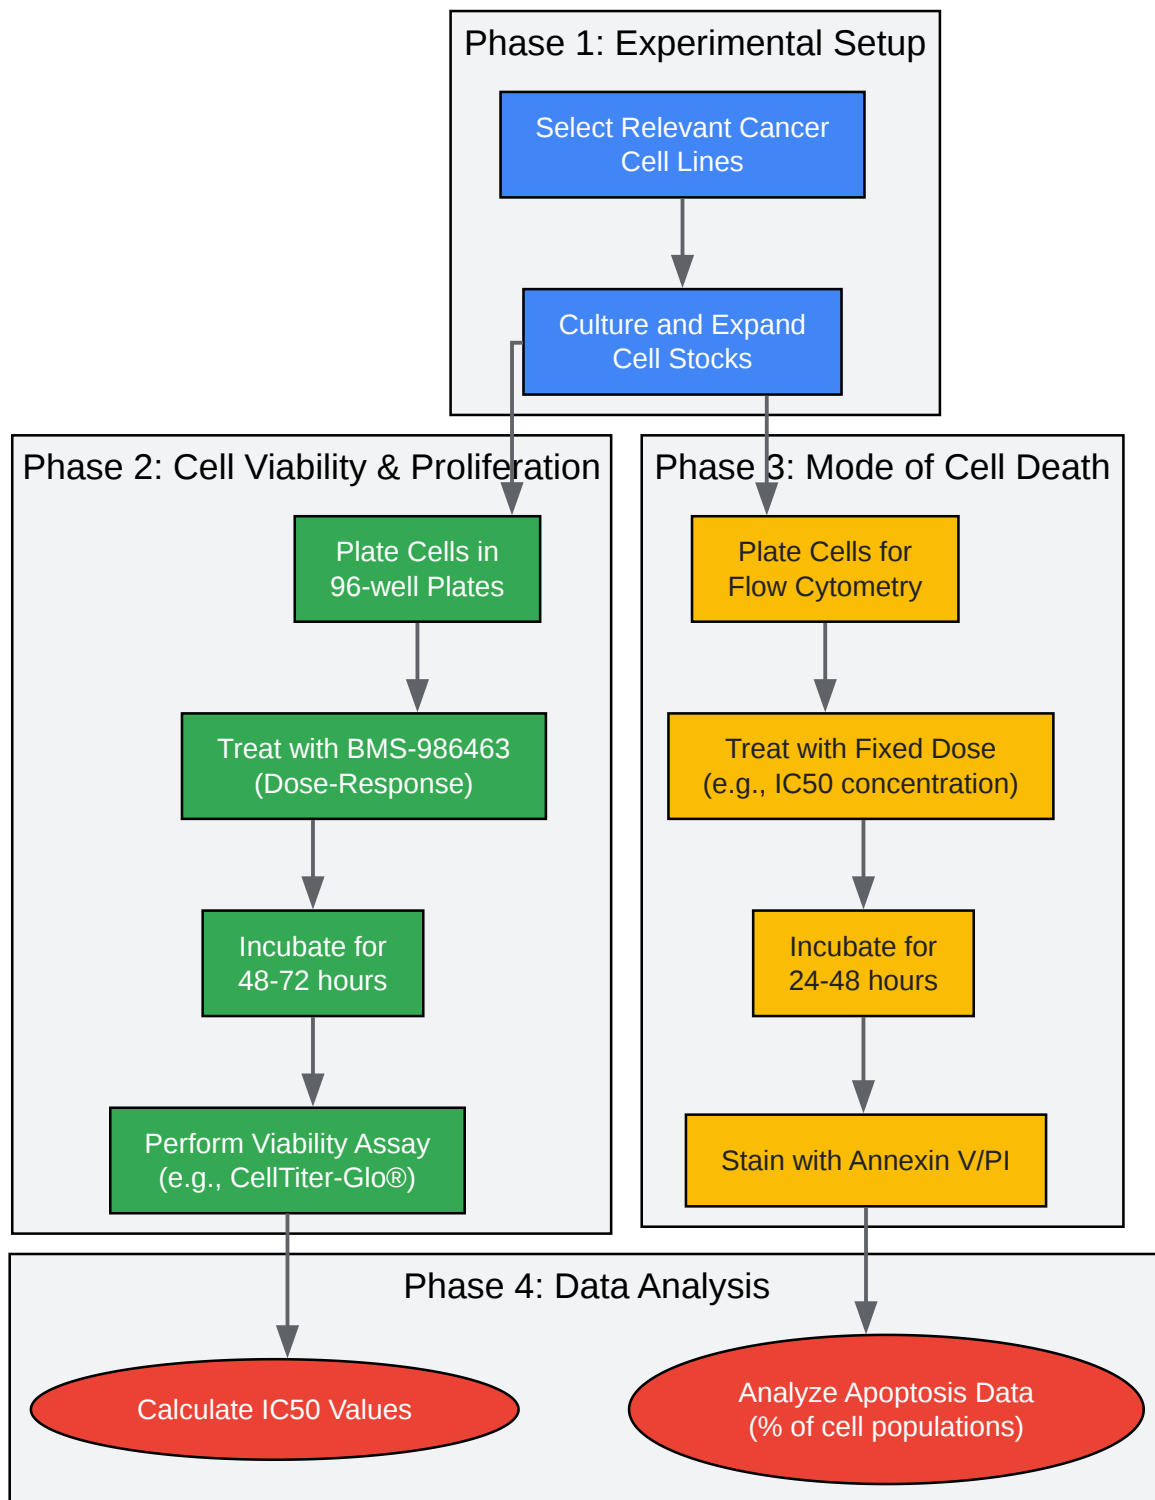 Phase 1: Experimental Setup
Select Relevant Cancer
Cell Lines
Culture and Expand
Cell Stocks
Phase 2: Cell Viability & Proliferation
Plate Cells in
96-well Plates
Treat with BMS-986463
(Dose-Response)
Incubate for
48-72 hours
Perform Viability Assay
(e.g., CellTiter-Glo®)
Phase 3: Mode of Cell Death
Plate Cells for
Flow Cytometry
Treat with Fixed Dose
(e.g., IC50 concentration)
Incubate for
24-48 hours
Stain with Annexin V/PI
Phase 4: Data Analysis
Calculate IC50 Values
Analyze Apoptosis Data
(% of cell populations)